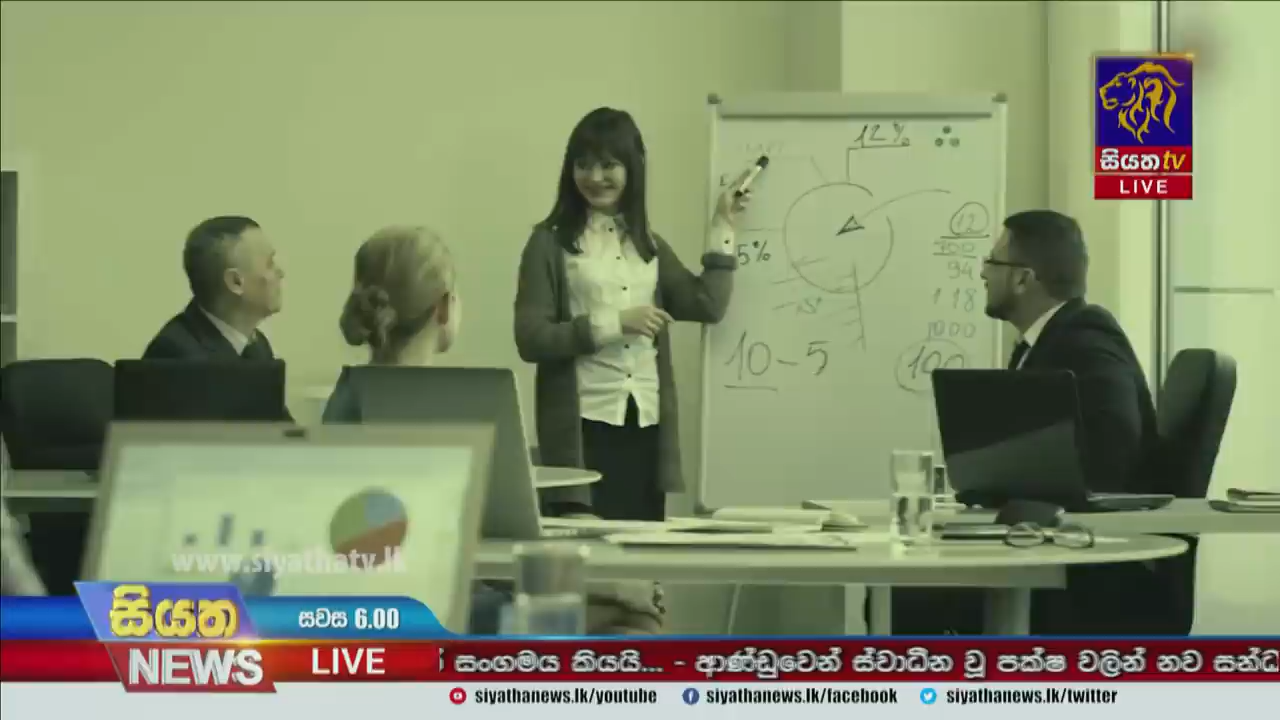 සියත tv
LIVE
12%
5%
12
700
94
118
1000
100
10-5
www.siyathatv.lk
සියත
NEWS
සවස 6.00
LIVE
සංගමය කියයි... - ආණ්ඩුවෙන් ස්වාධීන වූ පක්ෂ වලින් නව සන්ධ
siyathanews.lk/youtube siyathanews.lk/facebook siyathanews.lk/twitter